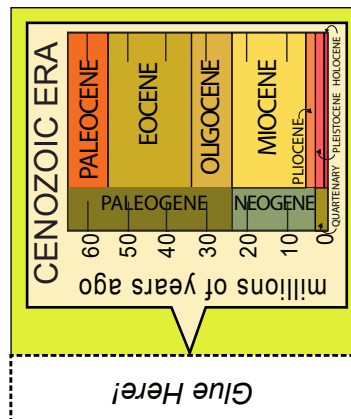 CENOZOIC ERA
PALEOCENE
EOCENE
OLIGOCENE
MIOCENE
PLIOCENE
PLEISTOCENE
HOLOCENE
PALEOGENE
NEOGENE
QUARTENARY
60 50 40 30 20 10 0
millions of years ago
Glue Here!